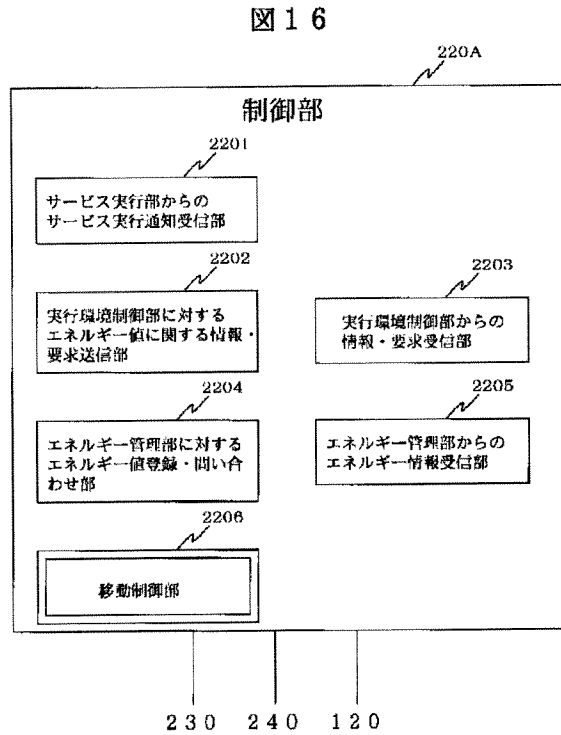 図１６
220A
制御部
2201
サービス実行部からの
サービス実行通知受信部
2202
実行環境制御部に対する
エネルギー値に関する情報・
要求送信部
2203
実行環境制御部からの
情報・要求受信部
2204
エネルギー管理部に対する
エネルギー値登録・問い合
わせ部
2205
エネルギー管理部からの
エネルギー情報受信部
2206
移動制御部
２３０
２４０
１２０